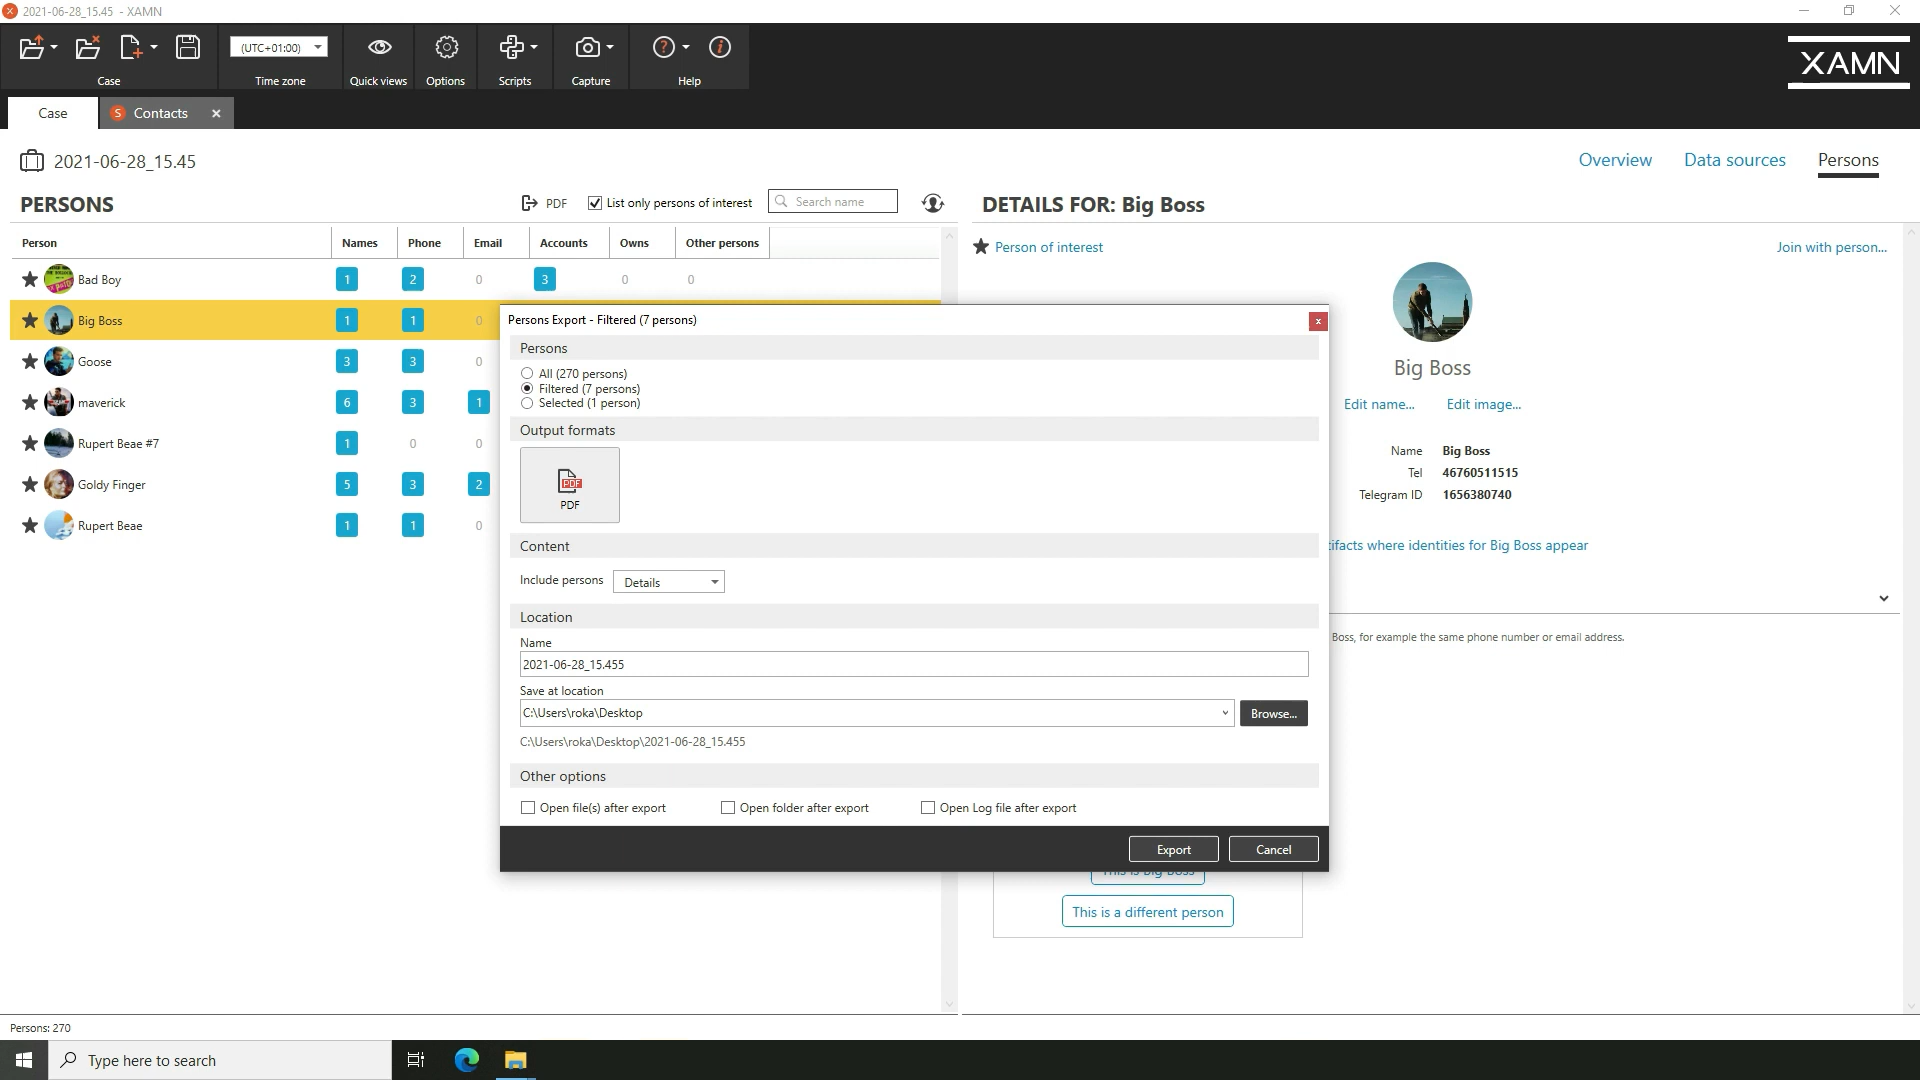 2021-06-28_15.45 - XAMN
(UTC+01:00)
Case
Time zone
Quick views
Options
Scripts
Capture
Help
XAMN
Case
S Contacts
2021-06-28_15.45
Overview
Data sources
Persons
PERSONS
PDF
List only persons of interest
Search name
DETAILS FOR: Big Boss
Person Names Phone Email Accounts Owns Other persons
Person of interest
Join with person...
Bad Boy 1 2 0 3 0 0
Big Boss 1 1 0
Goose 3 3 0
maverick 6 3 1
Rupert Beae #7 1 0 0
Goldy Finger 5 3 2
Rupert Beae 1 1 0
Persons Export - Filtered (7 persons)
Persons
All (270 persons)
Filtered (7 persons)
Selected (1 person)
Output formats
PDF
PDF
Content
Include persons Details
Location
Name
2021-06-28_15.455
Save at location
C:\Users\roka\Desktop
Browse...
C:\Users\roka\Desktop\2021-06-28_15.455
Other options
Open file(s) after export
Open folder after export
Open Log file after export
Export
Cancel
Big Boss
Edit name...
Edit image...
Name Big Boss
Tel 46760511515
Telegram ID 1656380740
ifacts where identities for Big Boss appear
Boss, for example the same phone number or email address.
This is Big Boss
This is a different person
Persons: 270
Type here to search